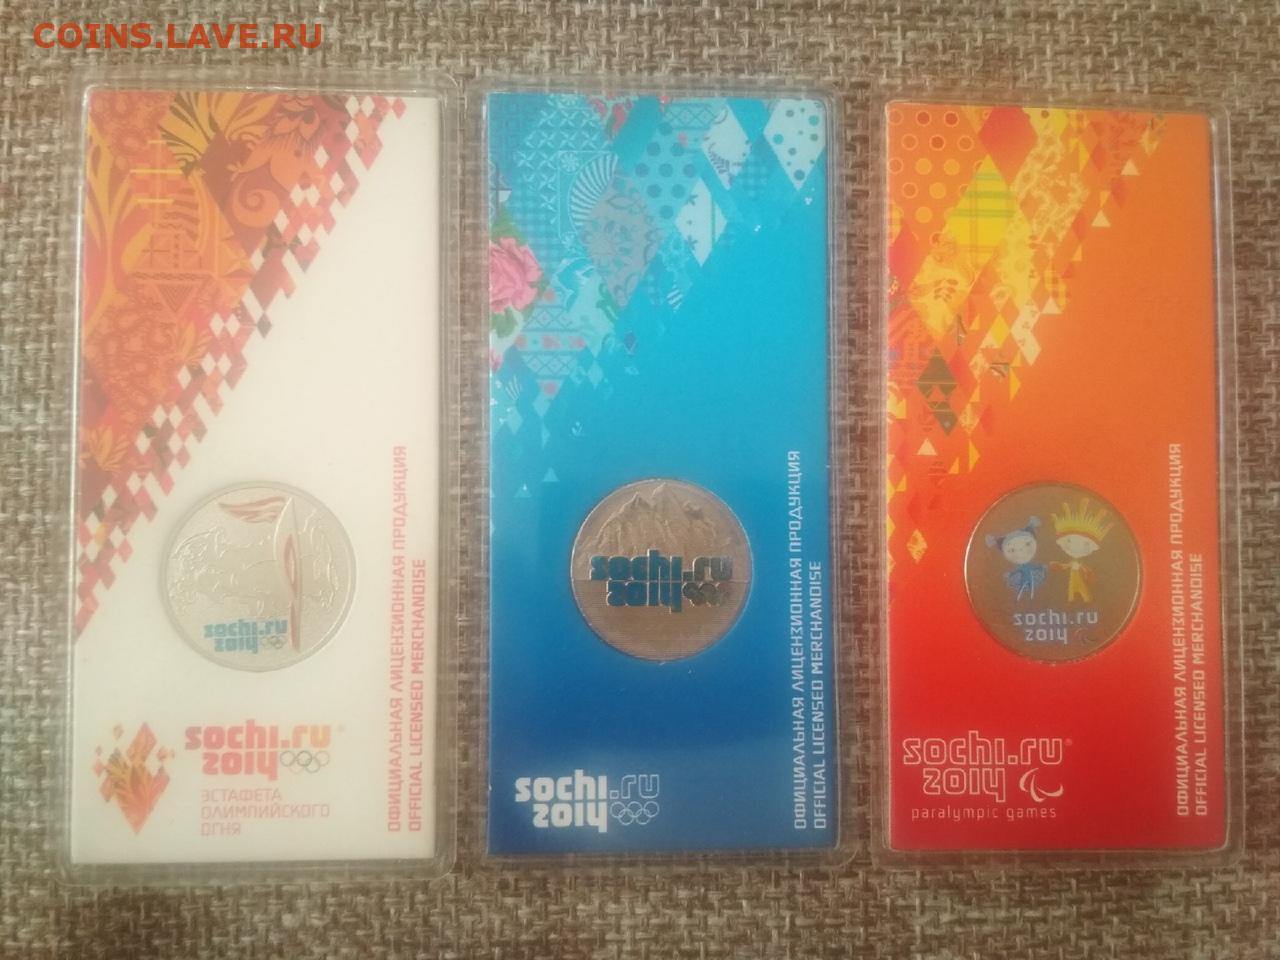 COINS.LAVE.RU
sochi.ru
2014
sochi.ru®
2014
ЭСТАФЕТА
ОЛИМПИЙСКОГО
ОГНЯ
ОФИЦИАЛЬНАЯ ЛИЦЕНЗИОННАЯ ПРОДУКЦИЯ
OFFICIAL LICENSED MERCHANDISE
sochi.ru
2014
sochi.ru
2014
ОФИЦИАЛЬНАЯ ЛИЦЕНЗИОННАЯ ПРОДУКЦИЯ
OFFICIAL LICENSED MERCHANDISE
sochi.ru
2014
sochi.ru®
2014
paralympic games
ОФИЦИАЛЬНАЯ ЛИЦЕНЗИОННАЯ ПРОДУКЦИЯ
OFFICIAL LICENSED MERCHANDISE